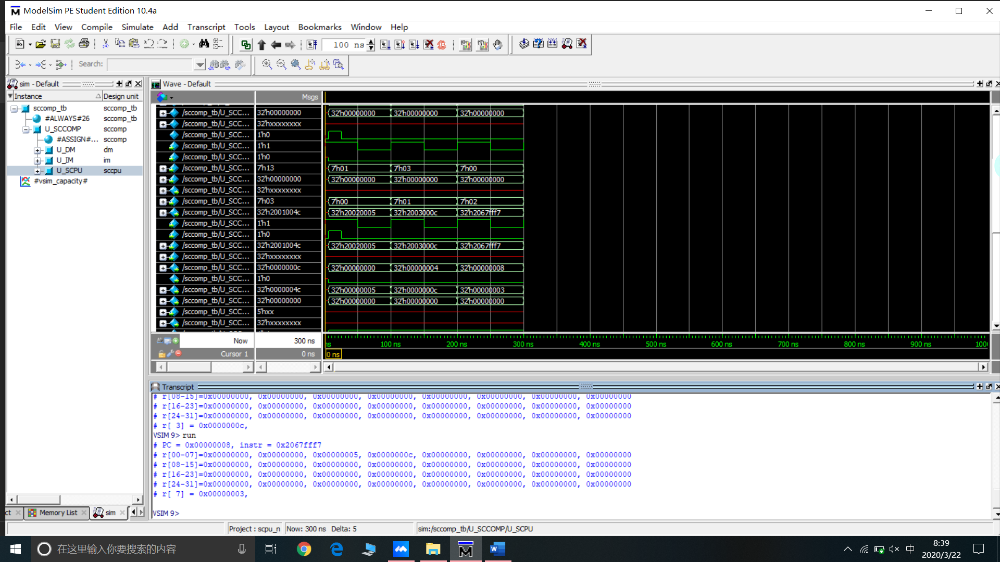 ModelSim PE Student Edition 10.4a
File Edit View Compile Simulate Add Transcript Tools Layout Bookmarks Window Help
100 ns
Search:
sim - Default
Instance Design unit
sccomp_tb sccomp_tb
#ALWAYS#26 sccomp_tb
U_SCCOMP sccomp
#ASSIGN#... sccomp
U_DM dm
U_IM im
U_SCPU sccpu
#vsim_capacity#
ct Memory List sim
Wave - Default
Msgs
/sccomp_tb/U_SCC... 32'h00000000 32'h00000000 32'h00000000 32'h00000000
/sccomp_tb/U_SCC... 32'hxxxxxxxx
/sccomp_tb/U_SCC... 1'h0
/sccomp_tb/U_SCC... 1'h1
/sccomp_tb/U_SCC... 1'h0
/sccomp_tb/U_SCC... 7'h13 7'h01 7'h03 7'h00
/sccomp_tb/U_SCC... 32'h00000000 32'h00000000 32'h00000000 32'h00000000
/sccomp_tb/U_SCC... 32'hxxxxxxxx
/sccomp_tb/U_SCC... 7'h03 7'h00 7'h01 7'h02
/sccomp_tb/U_SCC... 32'h2001004c 32'h20020005 32'h2003000c 32'h2067fff7
/sccomp_tb/U_SCC... 1'h1
/sccomp_tb/U_SCC... 1'h0
/sccomp_tb/U_SCC... 32'h2001004c 32'h20020005 32'h2003000c 32'h2067fff7
/sccomp_tb/U_SCC... 32'hxxxxxxxx
/sccomp_tb/U_SCC... 32'h0000000c 32'h00000000 32'h00000004 32'h00000008
/sccomp_tb/U_SCC... 1'h0
/sccomp_tb/U_SCC... 32'h0000004c 32'h00000005 32'h0000000c 32'h00000003
/sccomp_tb/U_SCC... 32'h00000000 32'h00000000 32'h00000000 32'h00000000
/sccomp_tb/U_SCC... 5'hxx
/sccomp_tb/U_SCC... 32'hxxxxxxxx
Now 300 ns ns 100 ns 200 ns 300 ns 400 ns 500 ns 600 ns 700 ns 800 ns 900 ns 100
Cursor 1 0 ns 0 ns
Transcript
# r[08-15]=0x00000000, 0x00000000, 0x00000000, 0x00000000, 0x00000000, 0x00000000, 0x00000000, 0x00000000
# r[16-23]=0x00000000, 0x00000000, 0x00000000, 0x00000000, 0x00000000, 0x00000000, 0x00000000, 0x00000000
# r[24-31]=0x00000000, 0x00000000, 0x00000000, 0x00000000, 0x00000000, 0x00000000, 0x00000000, 0x00000000
# r[ 3] = 0x0000000c,
VSIM 9> run
# PC = 0x00000008, instr = 0x2067fff7
# r[00-07]=0x00000000, 0x00000000, 0x00000005, 0x0000000c, 0x00000000, 0x00000000, 0x00000000, 0x00000000
# r[08-15]=0x00000000, 0x00000000, 0x00000000, 0x00000000, 0x00000000, 0x00000000, 0x00000000, 0x00000000
# r[16-23]=0x00000000, 0x00000000, 0x00000000, 0x00000000, 0x00000000, 0x00000000, 0x00000000, 0x00000000
# r[24-31]=0x00000000, 0x00000000, 0x00000000, 0x00000000, 0x00000000, 0x00000000, 0x00000000, 0x00000000
# r[ 7] = 0x00000003,
VSIM 9>
Project : scpu_n Now: 300 ns Delta: 5 sim:/sccomp_tb/U_SCCOMP/U_SCPU
在这里输入你要搜索的内容
中
8:39
2020/3/22